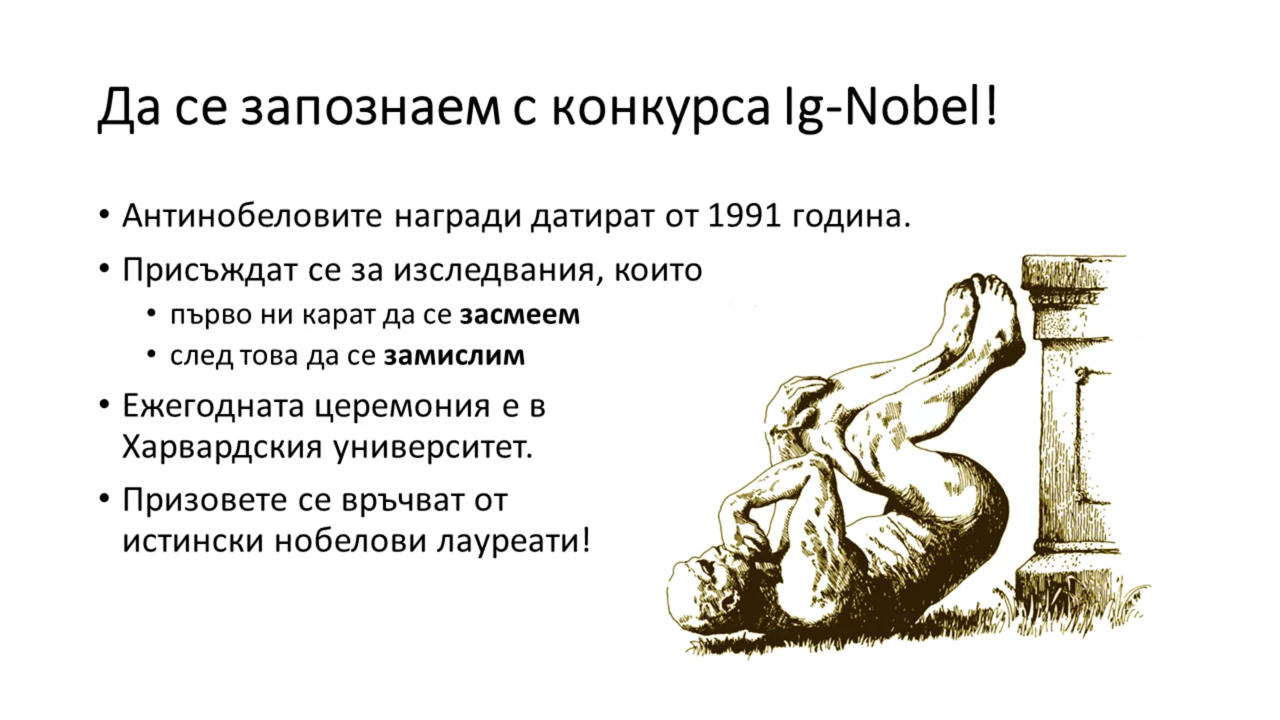 Да се запознаем с конкурса Ig-Nobel!
• Антинобеловите награди датират от 1991 година.
• Присъждат се за изследвания, които
• първо ни карат да се засмеем
• след това да се замислим
• Ежегодната церемония е в
Харвардския университет.
• Призовете се връчват от
истински нобелови лауреати!